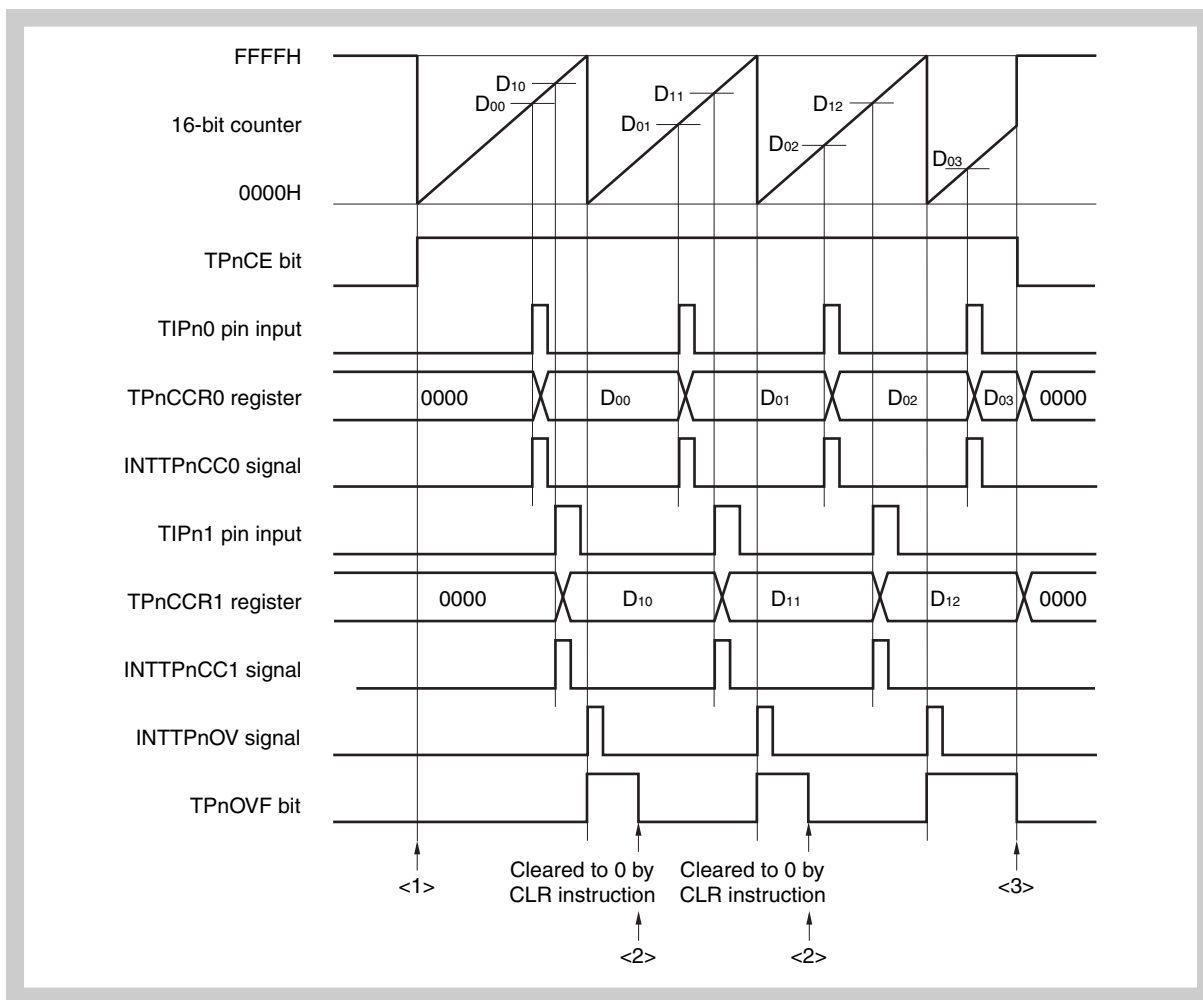 FFFFH
D10
D00
D11
D01
D12
D02
D03
16-bit counter
0000H
TPnCE bit
TIPn0 pin input
TPnCCR0 register
0000 D00 D01 D02 D03 0000
INTTPnCC0 signal
TIPn1 pin input
TPnCCR1 register
0000 D10 D11 D12 0000
INTTPnCC1 signal
INTTPnOV signal
TPnOVF bit
<1>
Cleared to 0 by
CLR instruction
<2>
Cleared to 0 by
CLR instruction
<2>
<3>